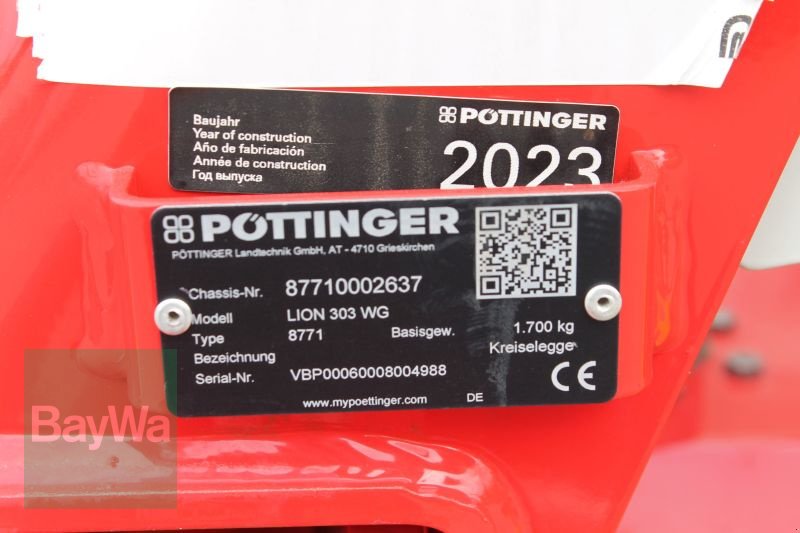 Baujahr
Year of construction
Año de fabricación
Année de construction
Год выпуска
PÖTTINGER
2023
PÖTTINGER
PÖTTINGER Landtechnik GmbH, AT - 4710 Grieskirchen
Chassis-Nr. 87710002637
Modell LION 303 WG
Type 8771 Basisgew. 1.700 kg
Bezeichnung Kreiselegge
Serial-Nr. VBP00060008004988
CE
www.mypoettinger.com DE
BayWa